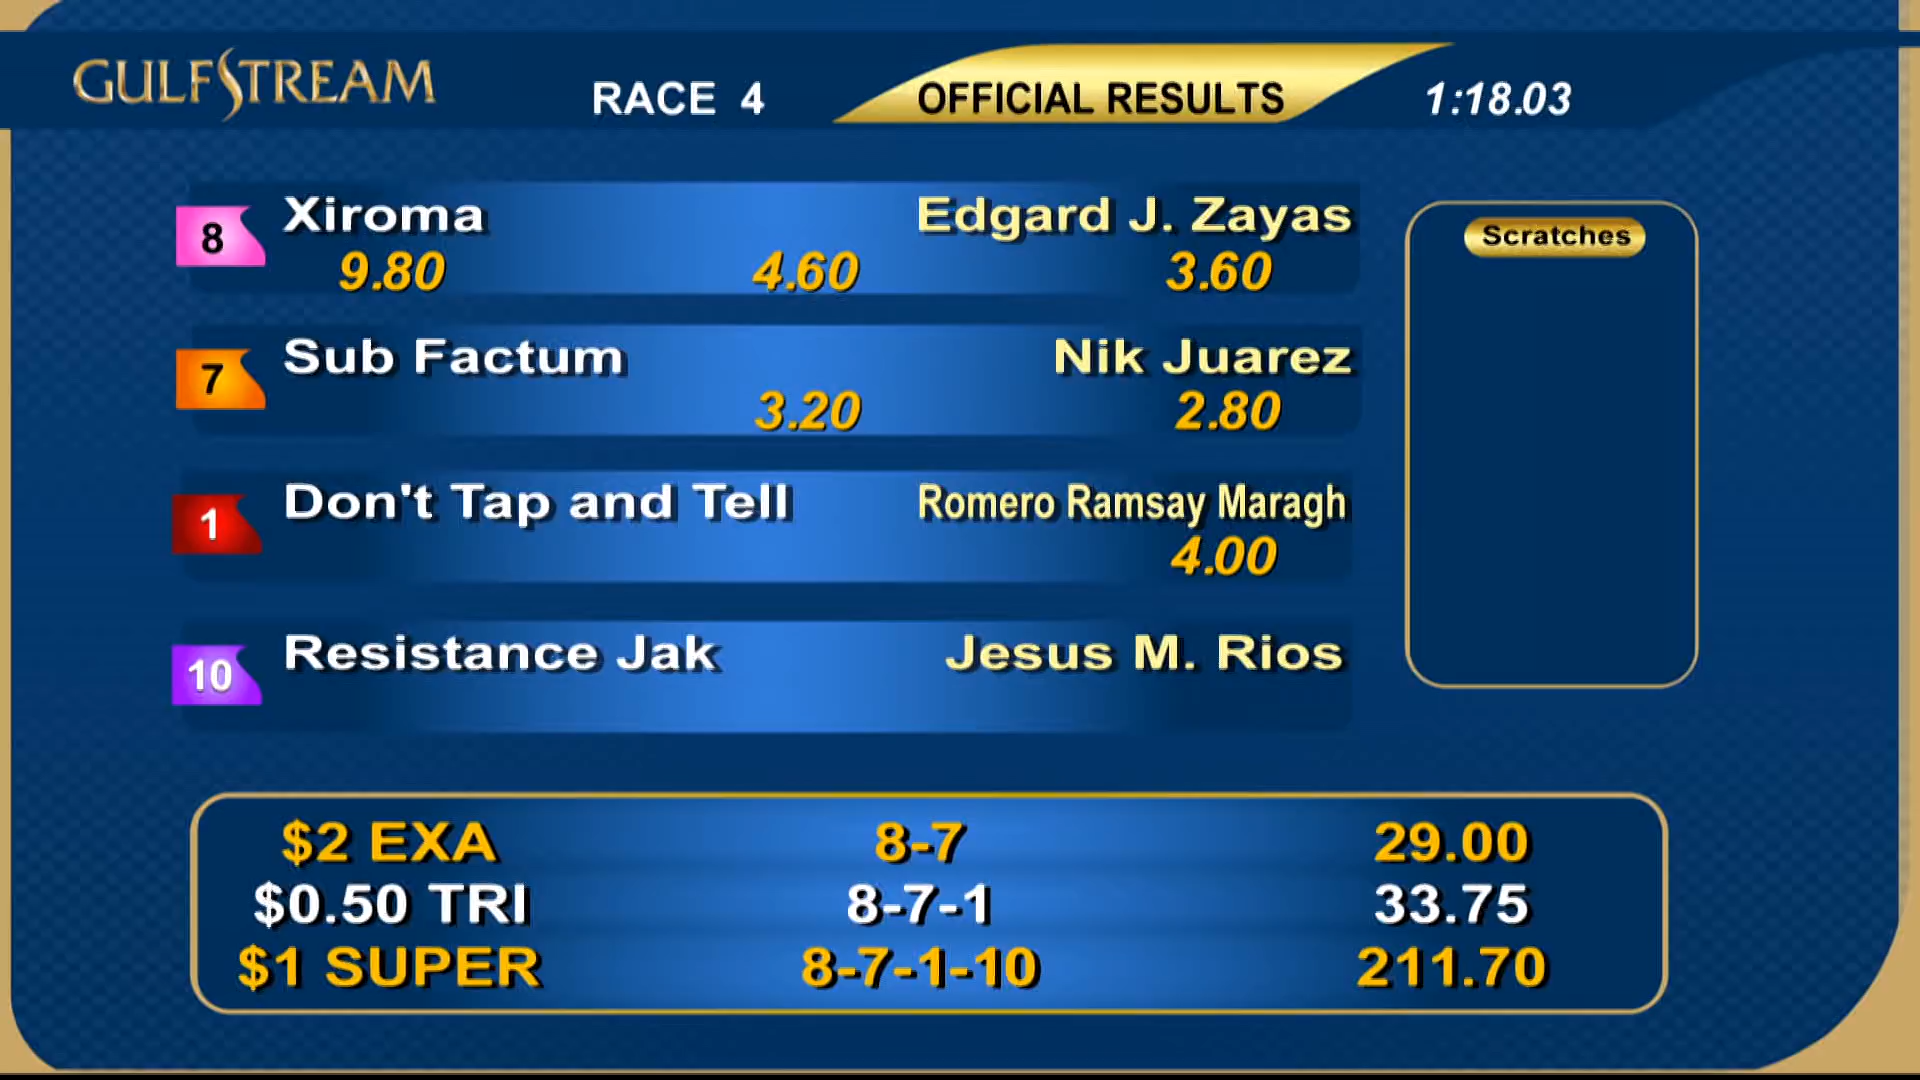 GULFSTREAM RACE 4 OFFICIAL RESULTS 1:18.03
8 Xiroma Edgard J. Zayas
9.80 4.60 3.60
7 Sub Factum Nik Juarez
3.20 2.80
1 Don't Tap and Tell Romero Ramsay Maragh
4.00
10 Resistance Jak Jesus M. Rios
Scratches
$2 EXA 8-7 29.00
$0.50 TRI 8-7-1 33.75
$1 SUPER 8-7-1-10 211.70